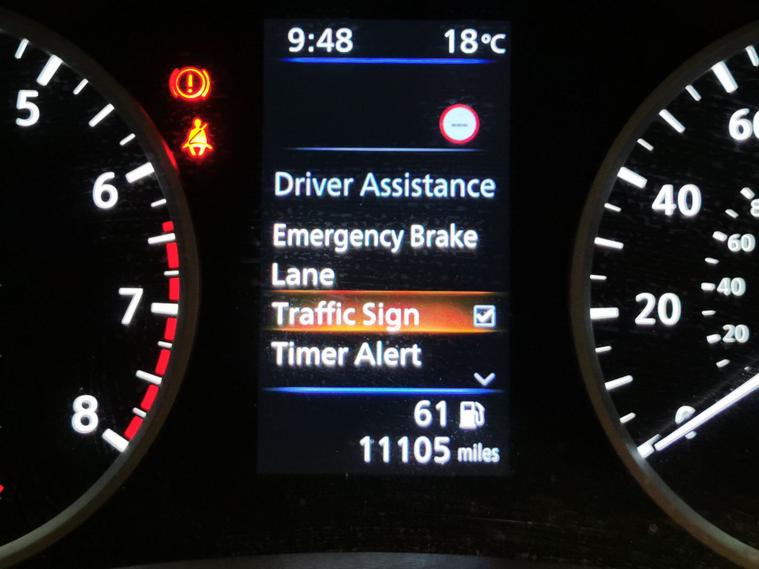 9:48 18°C
Driver Assistance
Emergency Brake
Lane
Traffic Sign
Timer Alert
61
11105 miles
5
6
7
8
60
40
20
0
60
40
20